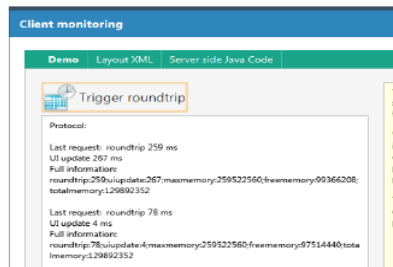 Client monitoring
Demo Layout XML Server side Java Code
Trigger roundtrip
Protocol:
Last request: roundtrip 259 ms
UI update 267 ms
Full information:
roundtrip:259;uiupdate:267;maxmemory:259522560;freememory:99366208;
totalmemory:129892352
Last request: roundtrip 78 ms
UI update 4 ms
Full information:
roundtrip:78;uiupdate:4;maxmemory:259522560;freememory:97514440;tota
lmemory:129892352